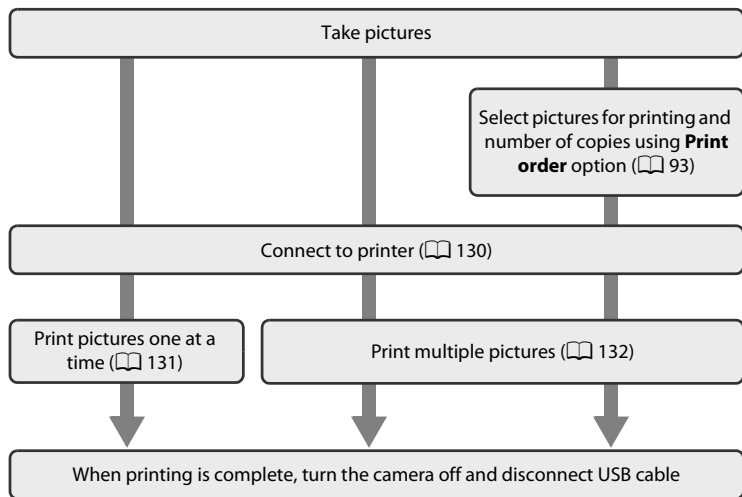 Take pictures
Select pictures for printing and
number of copies using Print
order option (📖 93)
Connect to printer (📖 130)
Print pictures one at a
time (📖 131)
Print multiple pictures (📖 132)
When printing is complete, turn the camera off and disconnect USB cable